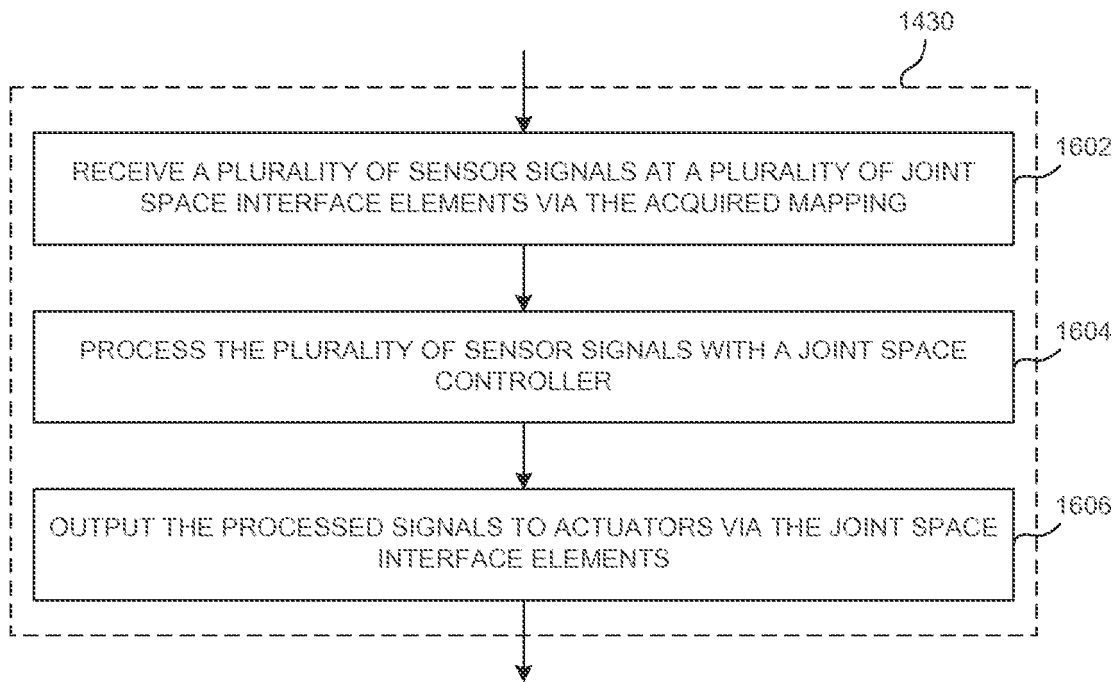 1430
RECEIVE A PLURALITY OF SENSOR SIGNALS AT A PLURALITY OF JOINT
SPACE INTERFACE ELEMENTS VIA THE ACQUIRED MAPPING
1602
PROCESS THE PLURALITY OF SENSOR SIGNALS WITH A JOINT SPACE
CONTROLLER
1604
OUTPUT THE PROCESSED SIGNALS TO ACTUATORS VIA THE JOINT SPACE
INTERFACE ELEMENTS
1606